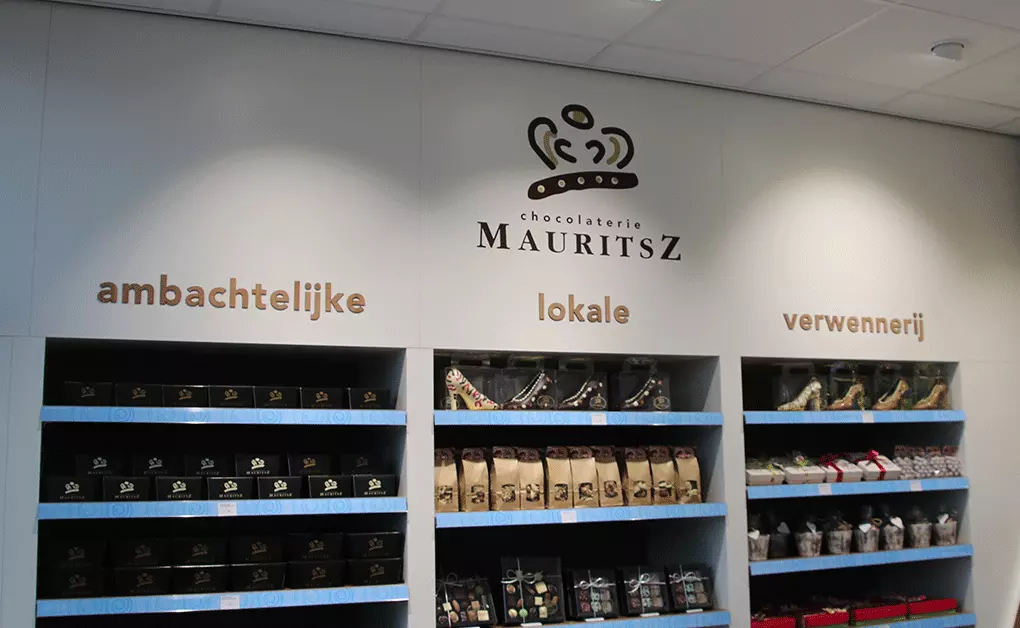 chocolaterie
MAURITSZ
ambachtelijke
lokale
verwennerij